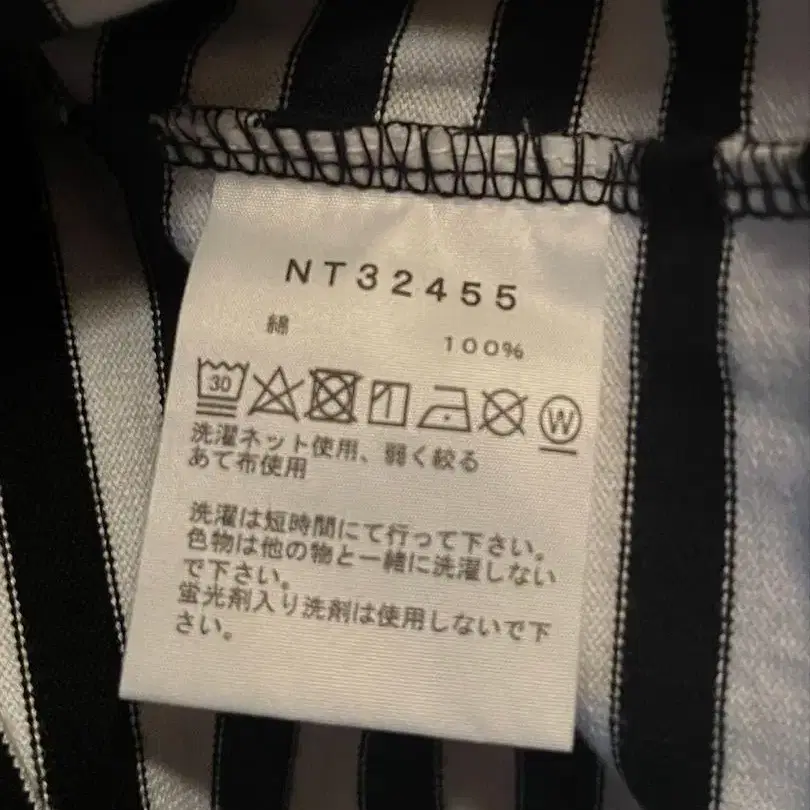 NT32455
綿 100%
30 W
洗濯ネット使用、弱く絞る
あて布使用
洗濯は短時間にて行って下さい。
色物は他の物と一緒に洗濯しない
で下さい。
蛍光剤入り洗剤は使用しないで下
さい。